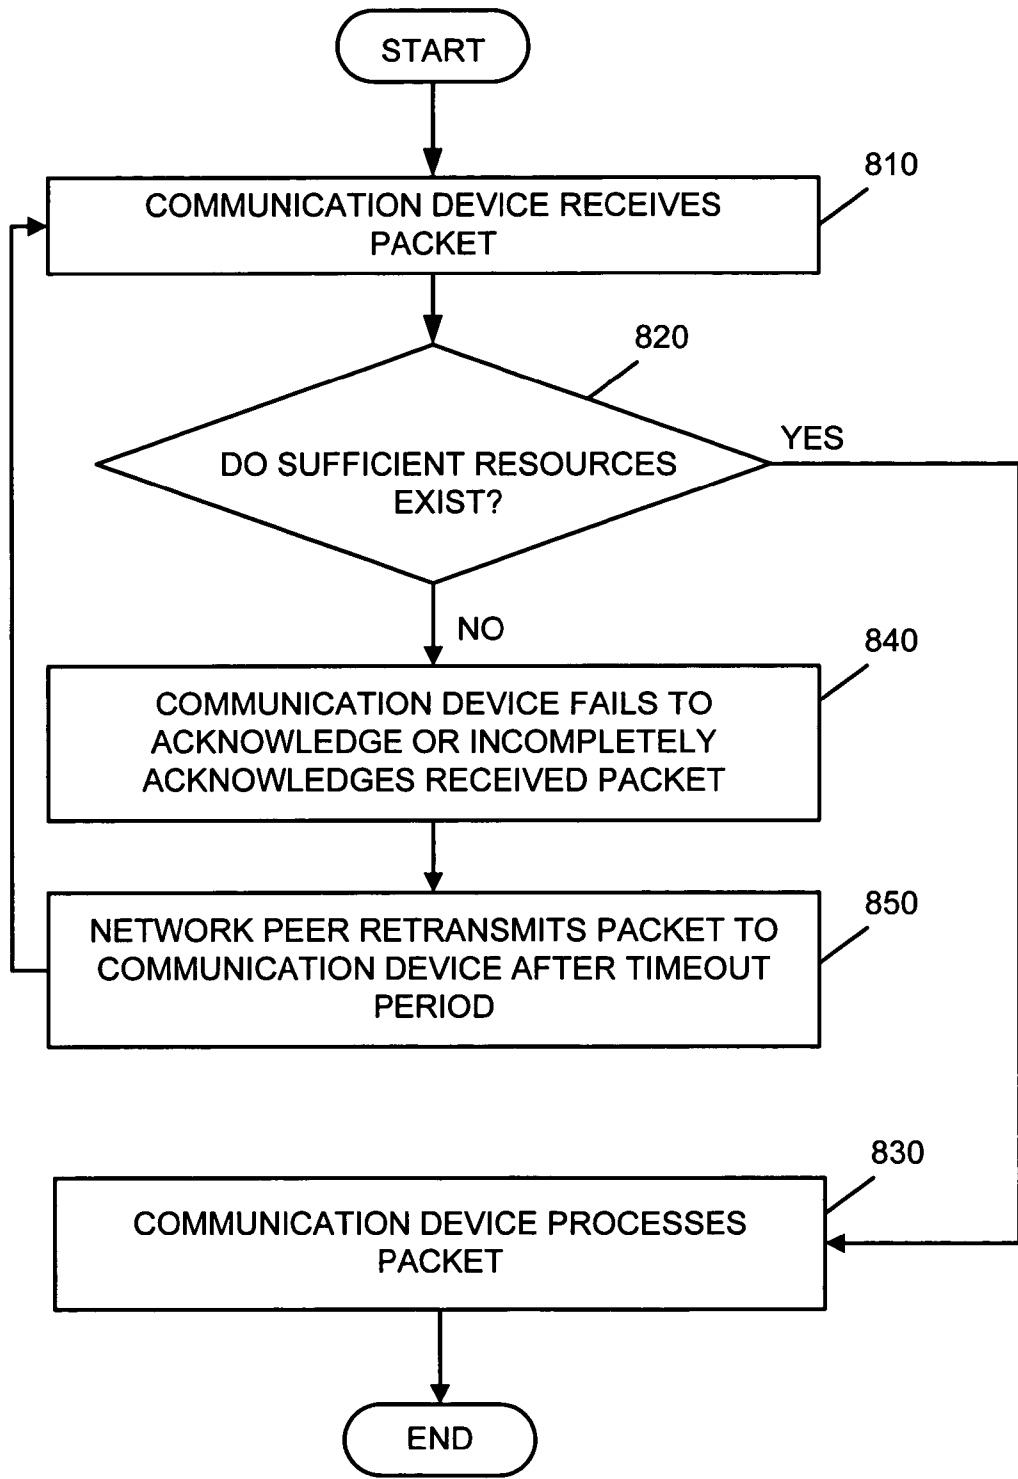 START
810
COMMUNICATION DEVICE RECEIVES
PACKET
820
DO SUFFICIENT RESOURCES
EXIST?
YES
NO
840
COMMUNICATION DEVICE FAILS TO
ACKNOWLEDGE OR INCOMPLETELY
ACKNOWLEDGES RECEIVED PACKET
850
NETWORK PEER RETRANSMITS PACKET TO
COMMUNICATION DEVICE AFTER TIMEOUT
PERIOD
830
COMMUNICATION DEVICE PROCESSES
PACKET
END